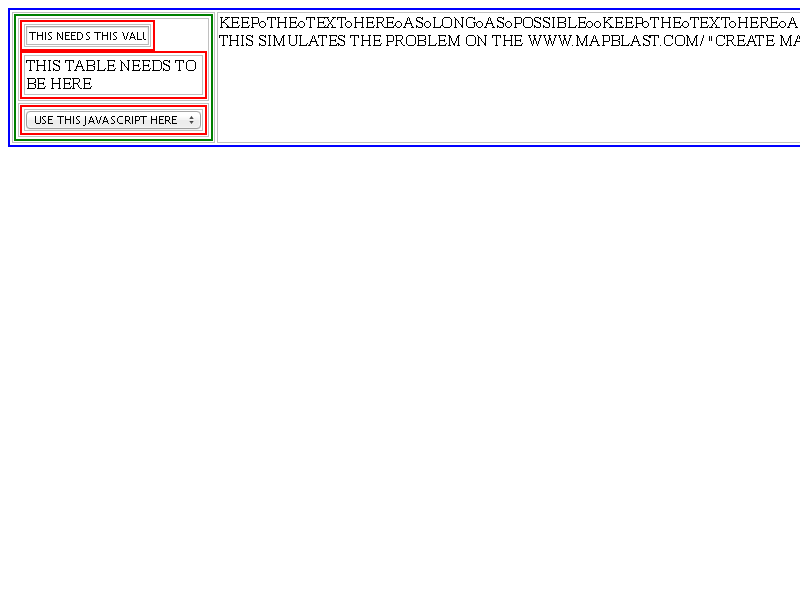 THIS NEEDS THIS VALU
THIS TABLE NEEDS TO
BE HERE
USE THIS JAVASCRIPT HERE
KEEPoTHEoTEXToHEREoASoLONGoASoPOSSIBLEooKEEPoTHEoTEXToHEREoA
THIS SIMULATES THE PROBLEM ON THE WWW.MAPBLAST.COM/ "CREATE MA